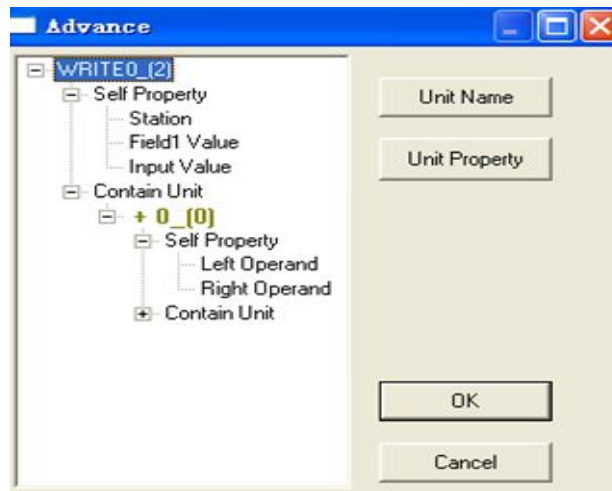 Advance
WRITE0_(2)
Self Property
Station
Field1 Value
Input Value
Contain Unit
+ 0_(0)
Self Property
Left Operand
Right Operand
Contain Unit
Unit Name
Unit Property
OK
Cancel